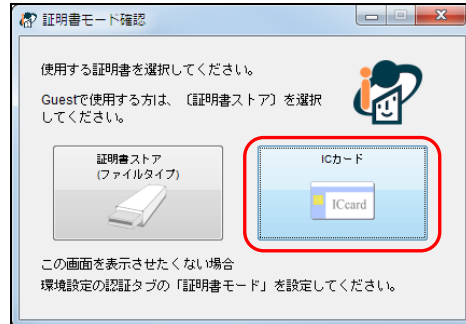 証明書モード確認
使用する証明書を選択してください。
Guestで使用する方は、〔証明書ストア〕を選択
してください。
証明書ストア
(ファイルタイプ)
ICカード
ICcard
この画面を表示させたくない場合
環境設定の認証タブの「証明書モード」を設定してください。